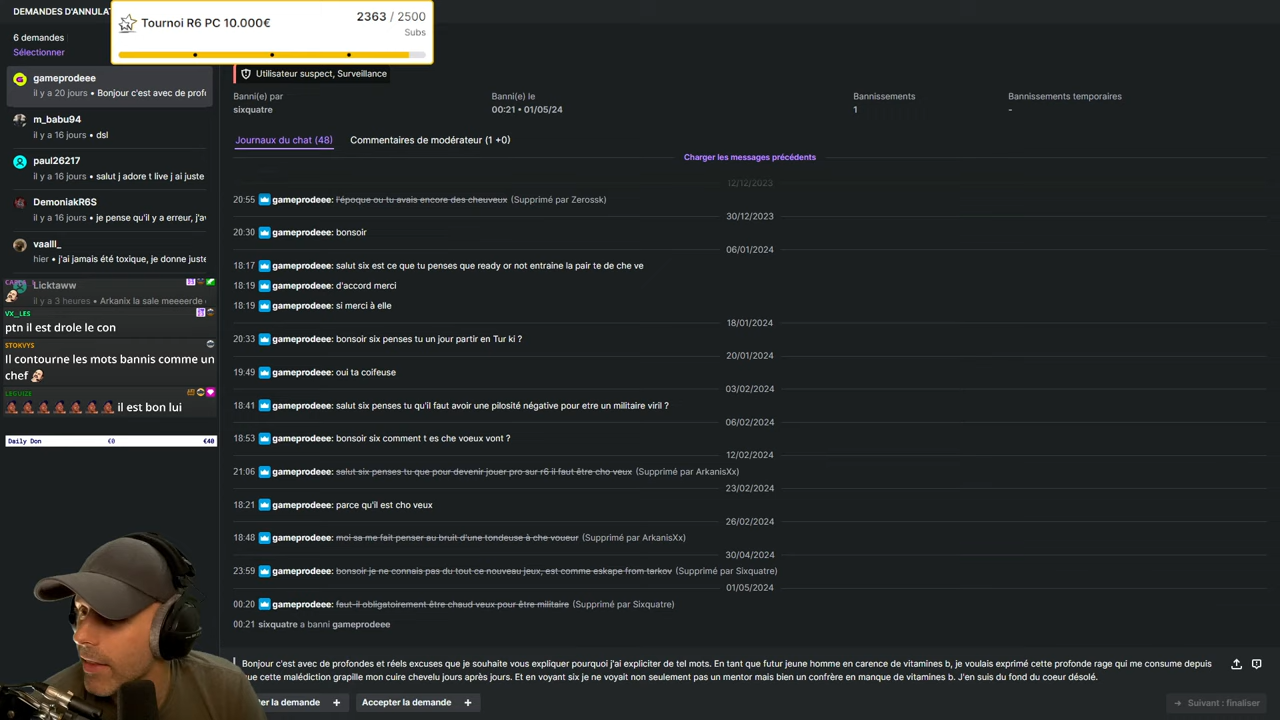 DEMANDES D'ANNULAT
Tournoi R6 PC 10.000€
2363 / 2500
Subs
6 demandes
Sélectionner
gameprodeee
il y a 20 jours • Bonjour c'est avec de profo
m_babu94
il y a 16 jours • dsl
paul26217
il y a 16 jours • salut j adore t live j ai juste
DemoniakR6S
il y a 16 jours • je pense qu'il y a erreur, j'av
vaalll_
hier • j'ai jamais été toxique, je donne juste
Licktaww
il y a 3 heures • Arkanix la sale meeeerde
VX_LES
ptn il est drole le con
STOKVYS
Il contourne les mots bannis comme un
chef
LEGUIZE
il est bon lui
Daily Don €0 €40
Utilisateur suspect, Surveillance
Banni(e) par
sixquatre
Banni(e) le
00:21 • 01/05/24
Bannissements
1
Bannissements temporaires
-
Journaux du chat (48)
Commentaires de modérateur (1 +0)
Charger les messages précédents
12/12/2023
20:55 gameprodeee: l'époque ou tu avais encore des cheuveux (Supprimé par Zerossk)
30/12/2023
20:30 gameprodeee: bonsoir
06/01/2024
18:17 gameprodeee: salut six est ce que tu penses que ready or not entraine la pair te de che ve
18:19 gameprodeee: d'accord merci
18:19 gameprodeee: si merci à elle
18/01/2024
20:33 gameprodeee: bonsoir six penses tu un jour partir en Tur ki ?
20/01/2024
19:49 gameprodeee: oui ta coifeuse
03/02/2024
18:41 gameprodeee: salut six penses tu qu'il faut avoir une pilosité négative pour etre un militaire viril ?
06/02/2024
18:53 gameprodeee: bonsoir six comment t es che voeux vont ?
12/02/2024
21:06 gameprodeee: salut six penses tu que pour devenir jouer pro sur r6 il faut être cho veux (Supprimé par ArkanisXx)
23/02/2024
18:21 gameprodeee: parce qu'il est cho veux
26/02/2024
18:48 gameprodeee: moi sa me fait penser au bruit d'une tondeuse à che voueur (Supprimé par ArkanisXx)
30/04/2024
23:59 gameprodeee: bonsoir je ne connais pas du tout ce nouveau jeux, est comme eskape from tarkov (Supprimé par Sixquatre)
01/05/2024
00:20 gameprodeee: faut-il obligatoirement être chaud veux pour être militaire (Supprimé par Sixquatre)
00:21 sixquatre a banni gameprodeee
Bonjour c'est avec de profondes et réels excuses que je souhaite vous expliquer pourquoi j'ai expliciter de tel mots. En tant que futur jeune homme en carence de vitamines b, je voulais exprimé cette profonde rage qui me consume depuis
que cette malédiction grapille mon cuire chevelu jours après jours. Et en voyant six je ne voyait non seulement pas un mentor mais bien un confrère en manque de vitamines b. J'en suis du fond du coeur désolé.
ter la demande +
Accepter la demande +
→ Suivant : finaliser